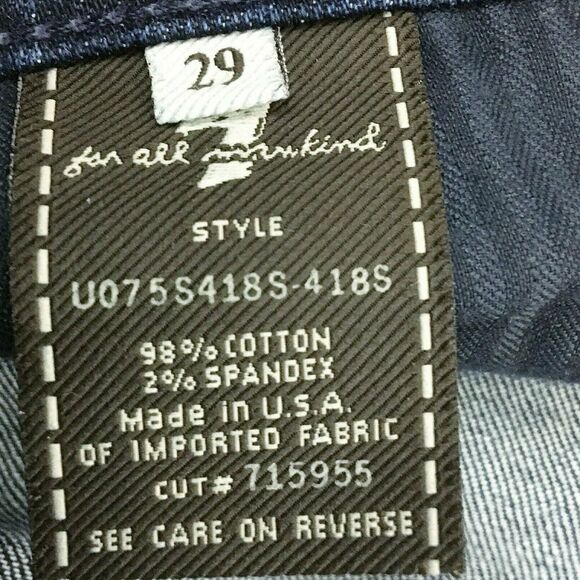 29
7
for all mankind
STYLE
U075S418S-418S
98% COTTON
2% SPANDEX
Made in U.S.A.
OF IMPORTED FABRIC
CUT# 715955
SEE CARE ON REVERSE